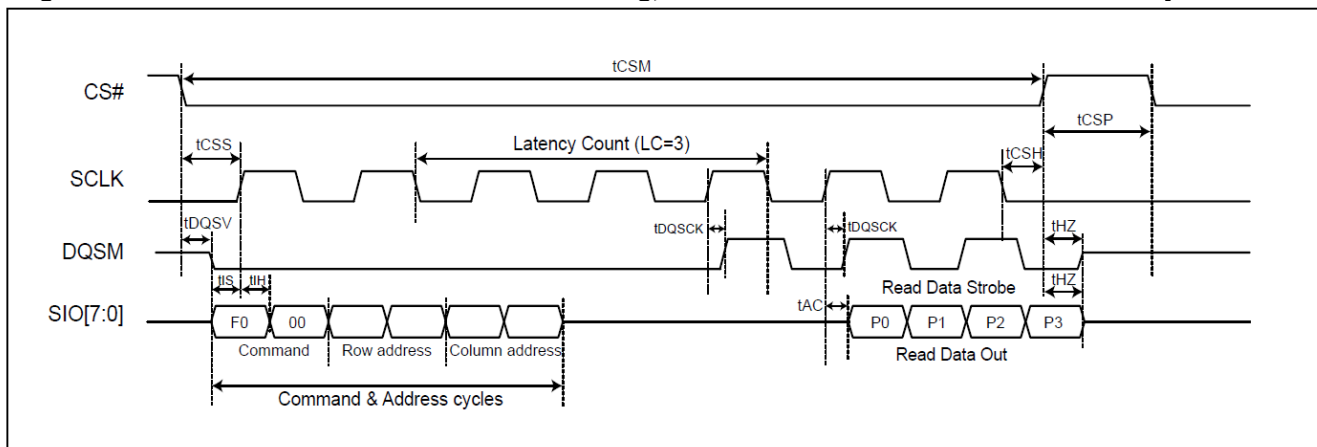 tCSM
CS#
tCSP
tCSS
Latency Count (LC=3)
tCSH
SCLK
tDQSV
tDQSCK
tDQSCK
tHZ
DQSM
tIS
tIH
Read Data Strobe
tHZ
tAC
SIO[7:0]
F0
00
P0
P1
P2
P3
Command
Row address
Column address
Read Data Out
Command & Address cycles